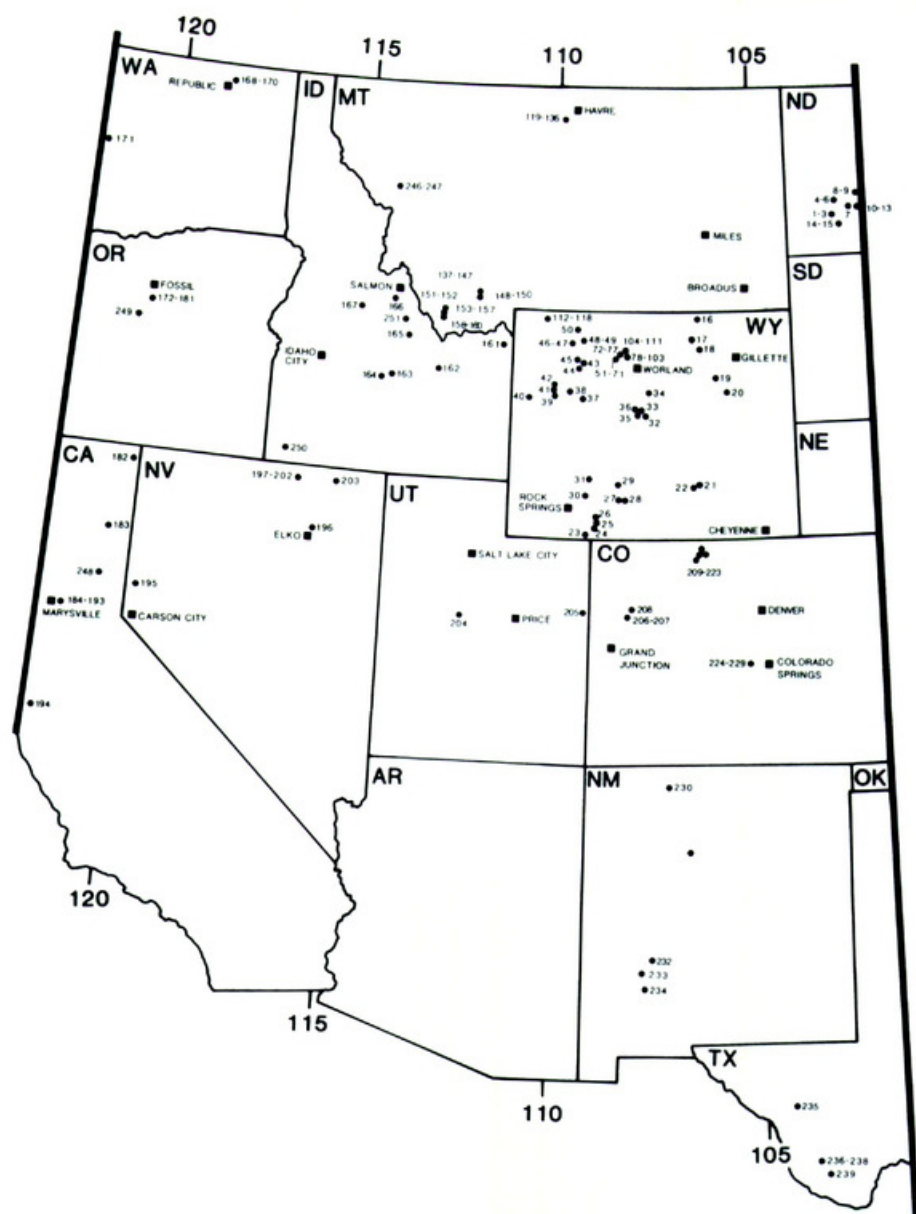 120
115
110
105
WA
REPUBLIC
168-170
ID
MT
HAVRE
119-136
ND
171
246-247
8-9
4-6
10-13
1-3
7
14-15
MILES
OR
FOSSIL
172-181
249
SALMON
137-147
148-150
151-152
153-157
166
167
251
158-160
165
161
BROADUS
SD
IDAHO
CITY
164
163
162
250
112-118
16
WY
50
48-49
104-111
17
46-47
72-77
18
78-103
GILLETTE
45
43
44
51-71
WORLAND
19
42
41
38
34
20
40
39
37
36
33
35
32
NE
CA
182
NV
197-202
203
UT
31
29
30
27
28
22
21
ROCK
SPRINGS
26
25
23
24
CHEYENNE
183
196
ELKO
248
195
184-193
MARYSVILLE
CARSON CITY
SALT LAKE CITY
204
PRICE
205
CO
209-223
208
206-207
DENVER
GRAND
JUNCTION
224-229
COLORADO
SPRINGS
194
AR
NM
230
OK
232
233
234
120
115
110
TX
235
105
236-238
239